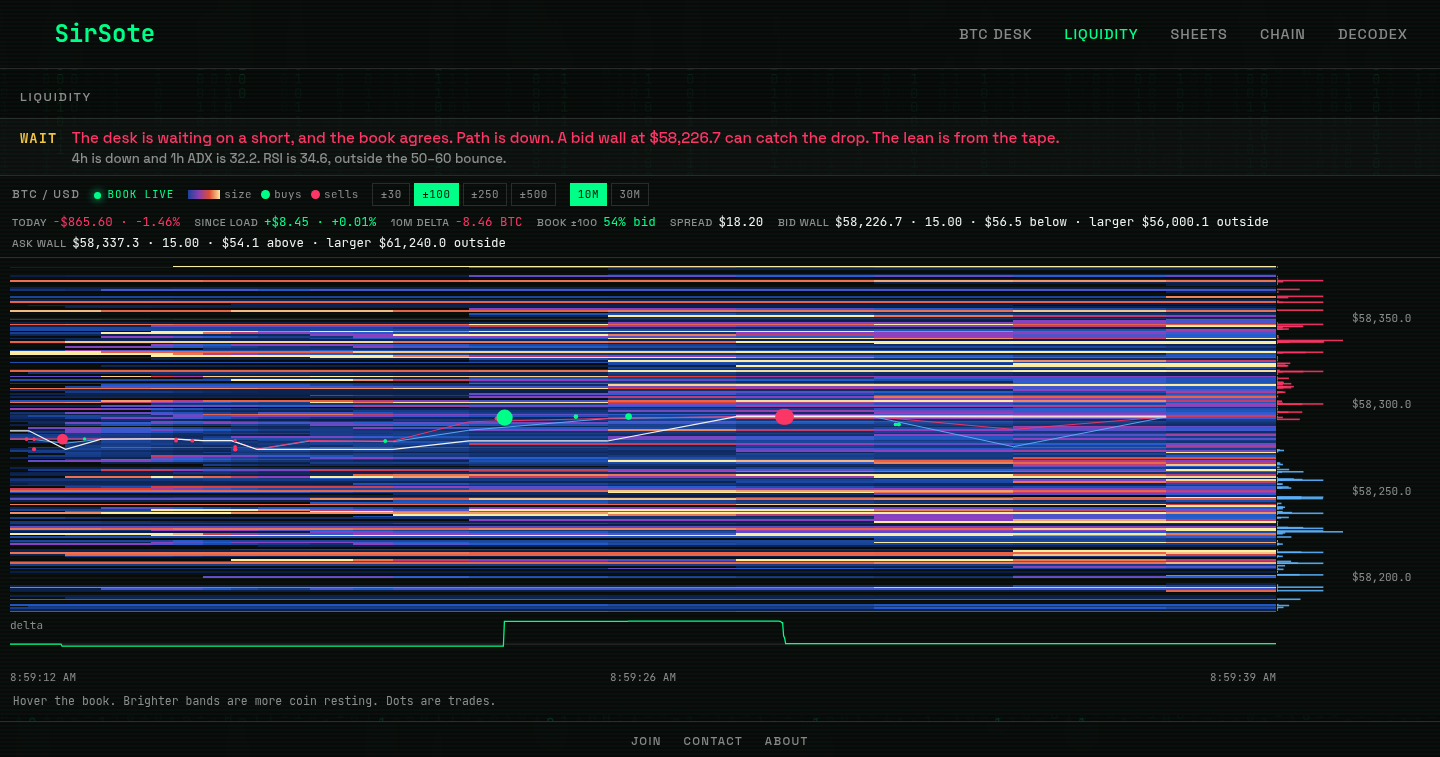 SirSote
BTC DESK LIQUIDITY SHEETS CHAIN DECODEX
LIQUIDITY
WAIT The desk is waiting on a short, and the book agrees. Path is down. A bid wall at $58,226.7 can catch the drop. The lean is from the tape.
4h is down and 1h ADX is 32.2. RSI is 34.6, outside the 50–60 bounce.
BTC / USD BOOK LIVE size buys sells ±30 ±100 ±250 ±500 10M 30M
TODAY -$865.60 · -1.46% SINCE LOAD +$8.45 · +0.01% 10M DELTA -8.46 BTC BOOK ±100 54% bid SPREAD $18.20 BID WALL $58,226.7 · 15.00 · $56.5 below · larger $56,000.1 outside
ASK WALL $58,337.3 · 15.00 · $54.1 above · larger $61,240.0 outside
$58,350.0
$58,300.0
$58,250.0
$58,200.0
delta
8:59:12 AM 8:59:26 AM 8:59:39 AM
Hover the book. Brighter bands are more coin resting. Dots are trades.
JOIN CONTACT ABOUT